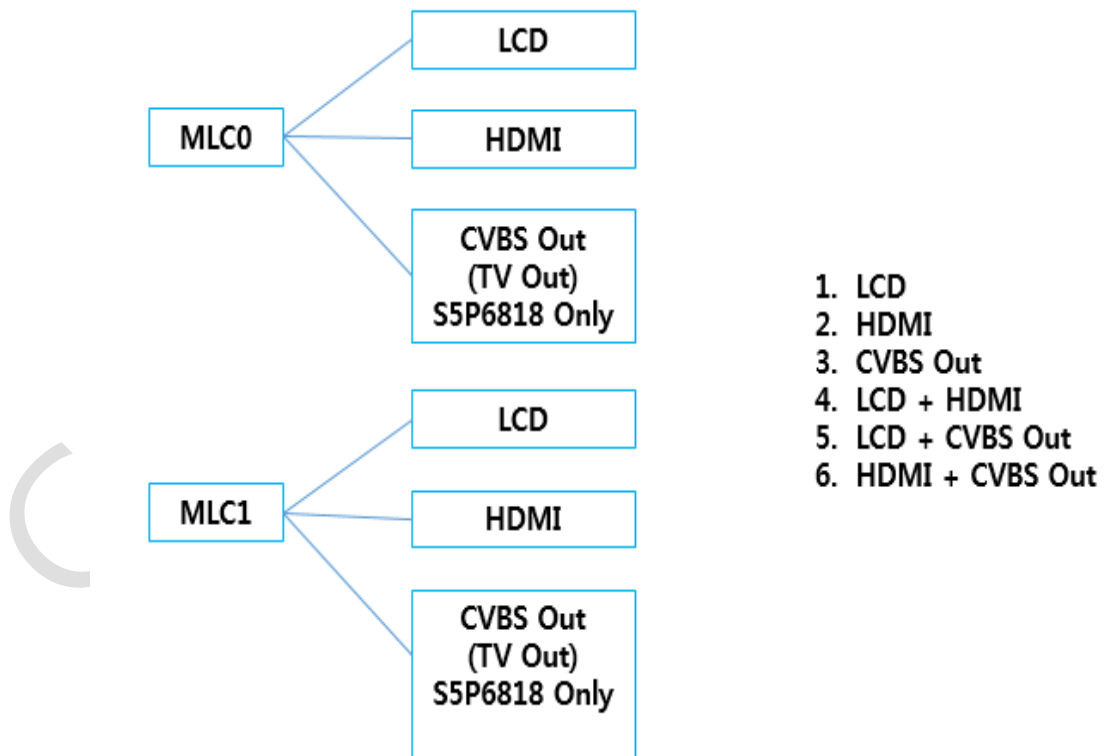 LCD
MLC0
HDMI
CVBS Out
(TV Out)
S5P6818 Only
LCD
MLC1
HDMI
CVBS Out
(TV Out)
S5P6818 Only
1. LCD
2. HDMI
3. CVBS Out
4. LCD + HDMI
5. LCD + CVBS Out
6. HDMI + CVBS Out